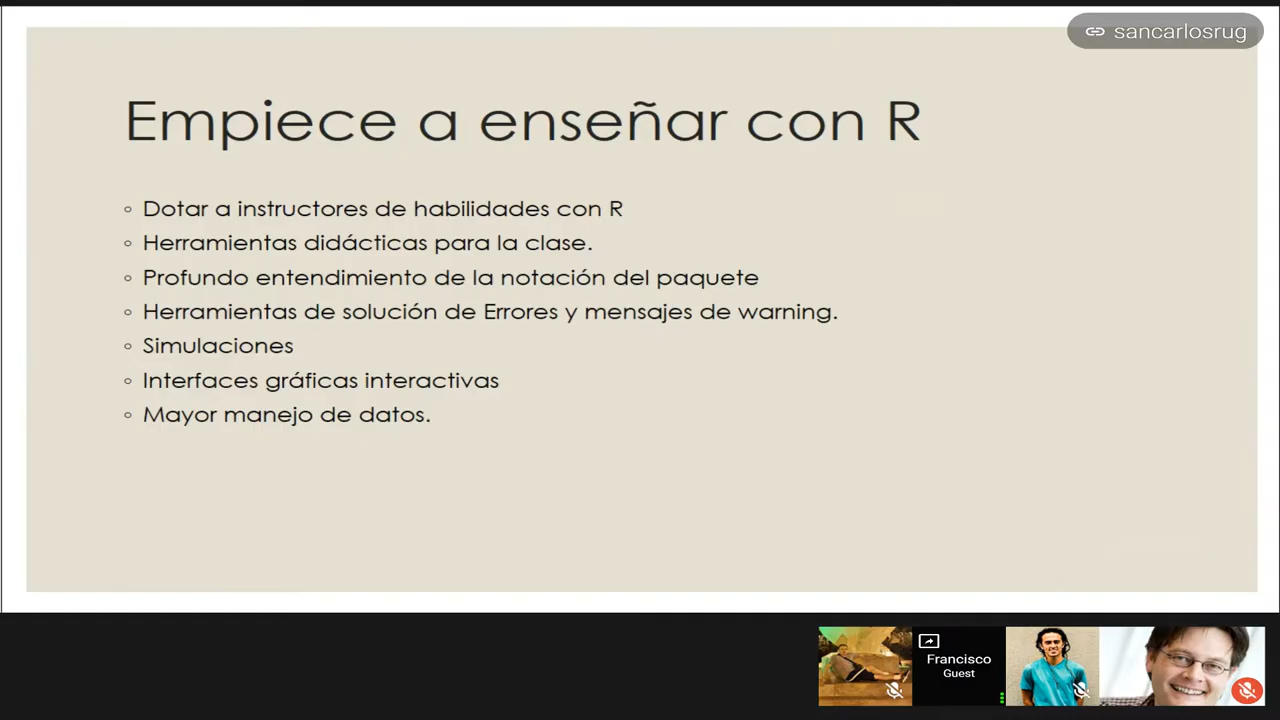 sancarlosrug
Empiece a enseñar con R
◦ Dotar a instructores de habilidades con R
◦ Herramientas didácticas para la clase.
◦ Profundo entendimiento de la notación del paquete
◦ Herramientas de solución de Errores y mensajes de warning.
◦ Simulaciones
◦ Interfaces gráficas interactivas
◦ Mayor manejo de datos.
Francisco
Guest